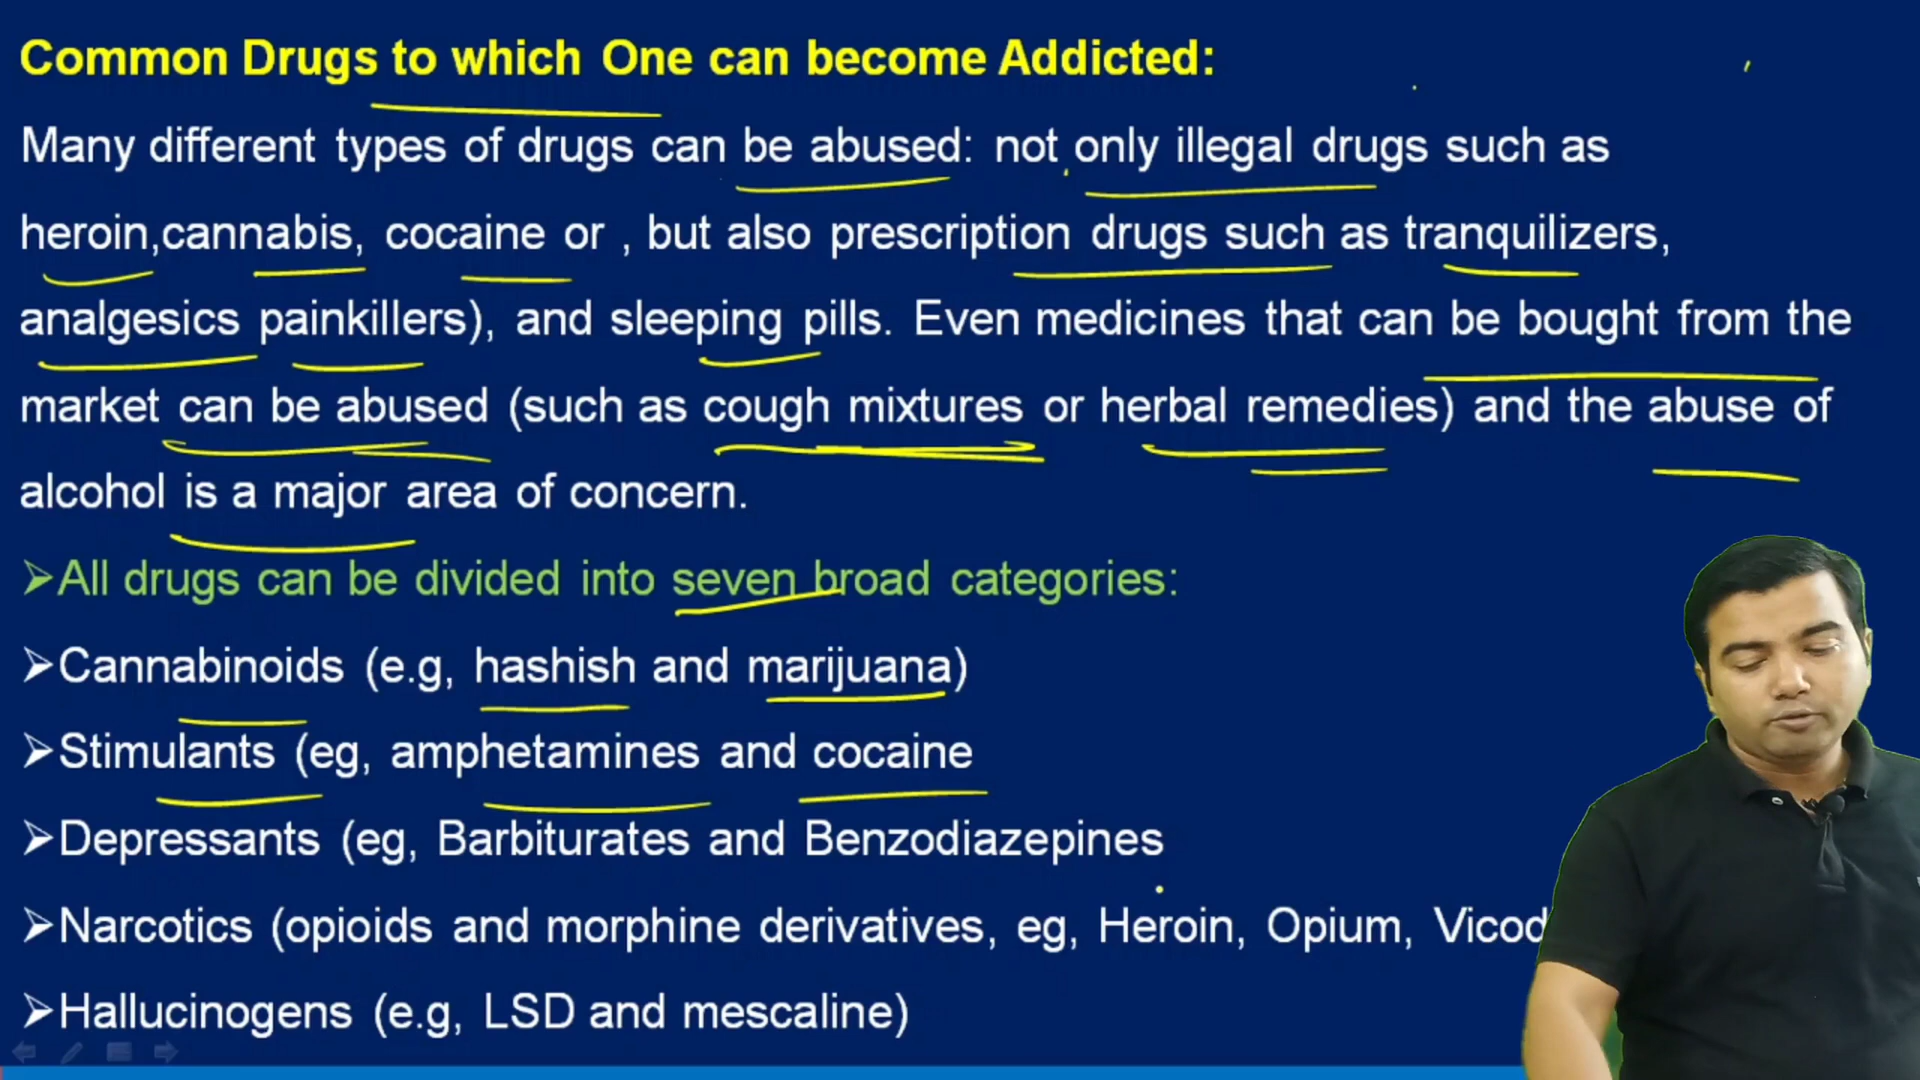 Common Drugs to which One can become Addicted:
Many different types of drugs can be abused: not only illegal drugs such as
heroin,cannabis, cocaine or , but also prescription drugs such as tranquilizers,
analgesics painkillers), and sleeping pills. Even medicines that can be bought from the
market can be abused (such as cough mixtures or herbal remedies) and the abuse of
alcohol is a major area of concern.
➢All drugs can be divided into seven broad categories:
➢Cannabinoids (e.g, hashish and marijuana)
➢Stimulants (eg, amphetamines and cocaine
➢Depressants (eg, Barbiturates and Benzodiazepines
➢Narcotics (opioids and morphine derivatives, eg, Heroin, Opium,
➢Hallucinogens (e.g, LSD and mescaline)